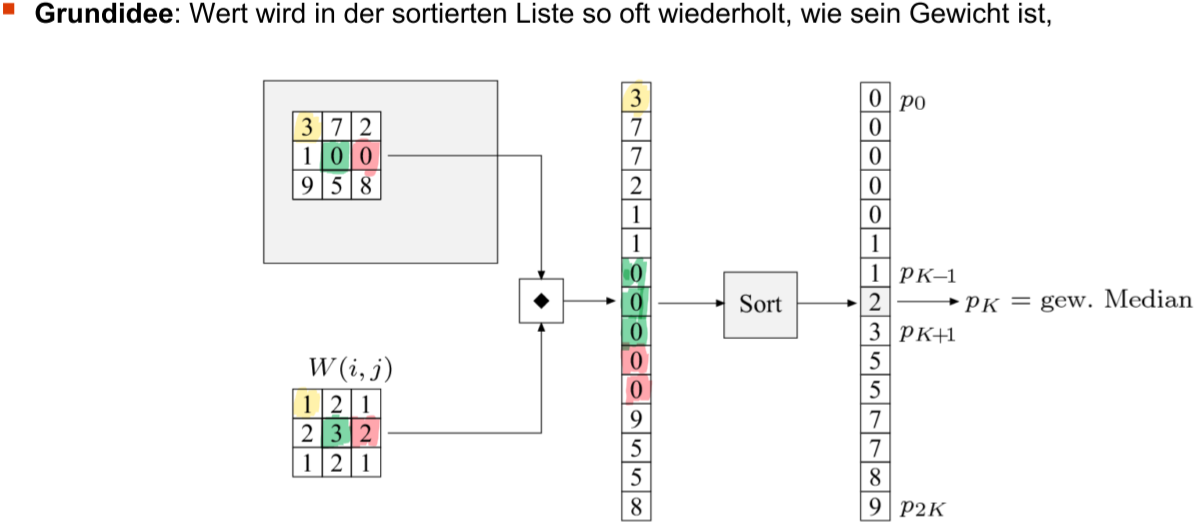 Grundidee: Wert wird in der sortierten Liste so oft wiederholt, wie sein Gewicht ist,
3 7 2
1 0 0
9 5 8
W(i, j)
1 2 1
2 3 2
1 2 1
3
7
7
2
1
1
0
0
0
0
0
9
5
5
8
Sort
0 p0
0
0
0
0
1
1 pK−1
2 pK = gew. Median
3 pK+1
5
5
7
7
8
9 p2K